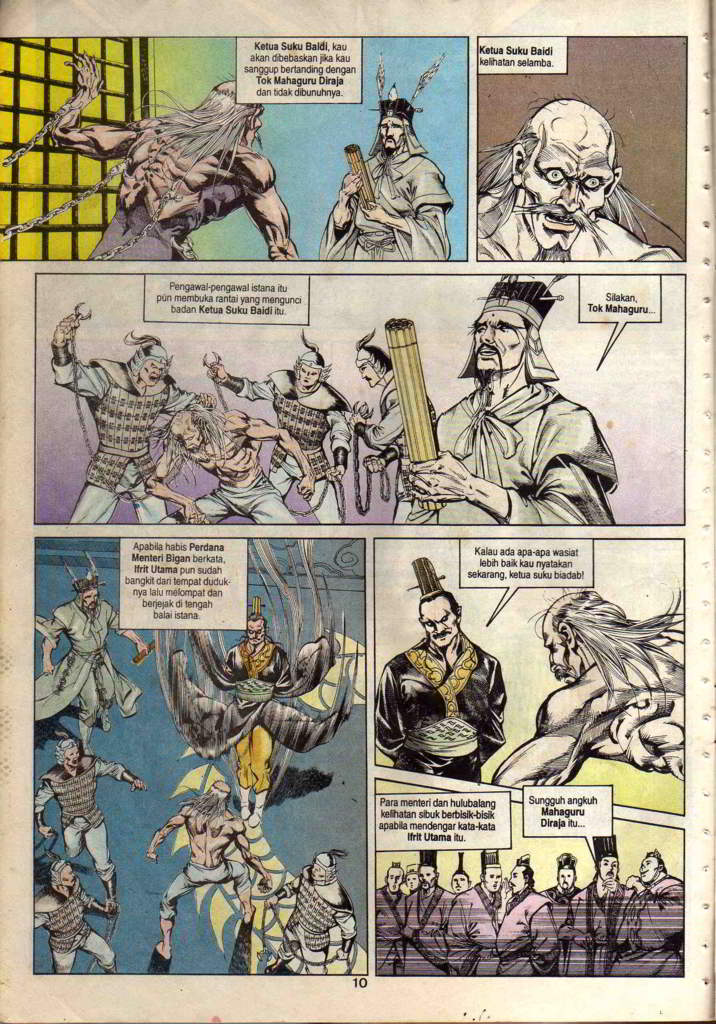 Ketua Suku Baidi, kau
akan dibebaskan jika kau
sanggup bertanding dengan
Tok Mahaguru Diraja
dan tidak dibunuhnya.
Ketua Suku Baidi
kelihatan selamba.
Pengawal-pengawal istana itu
pun membuka rantai yang mengunci
badan Ketua Suku Baidi itu.
Silakan,
Tok Mahaguru...
Apabila habis Perdana
Menteri Bigan berkata,
Ifrit Utama pun sudah
bangkit dari tempat duduk-
nya lalu melompat dan
berjejak di tengah
balai istana.
Kalau ada apa-apa wasiat
lebih baik kau nyatakan
sekarang, ketua suku biadab!
Para menteri dan hulubalang
kelihatan sibuk berbisik-bisik
apabila mendengar kata-kata
Ifrit Utama itu.
Sungguh angkuh
Mahaguru
Diraja itu...
10